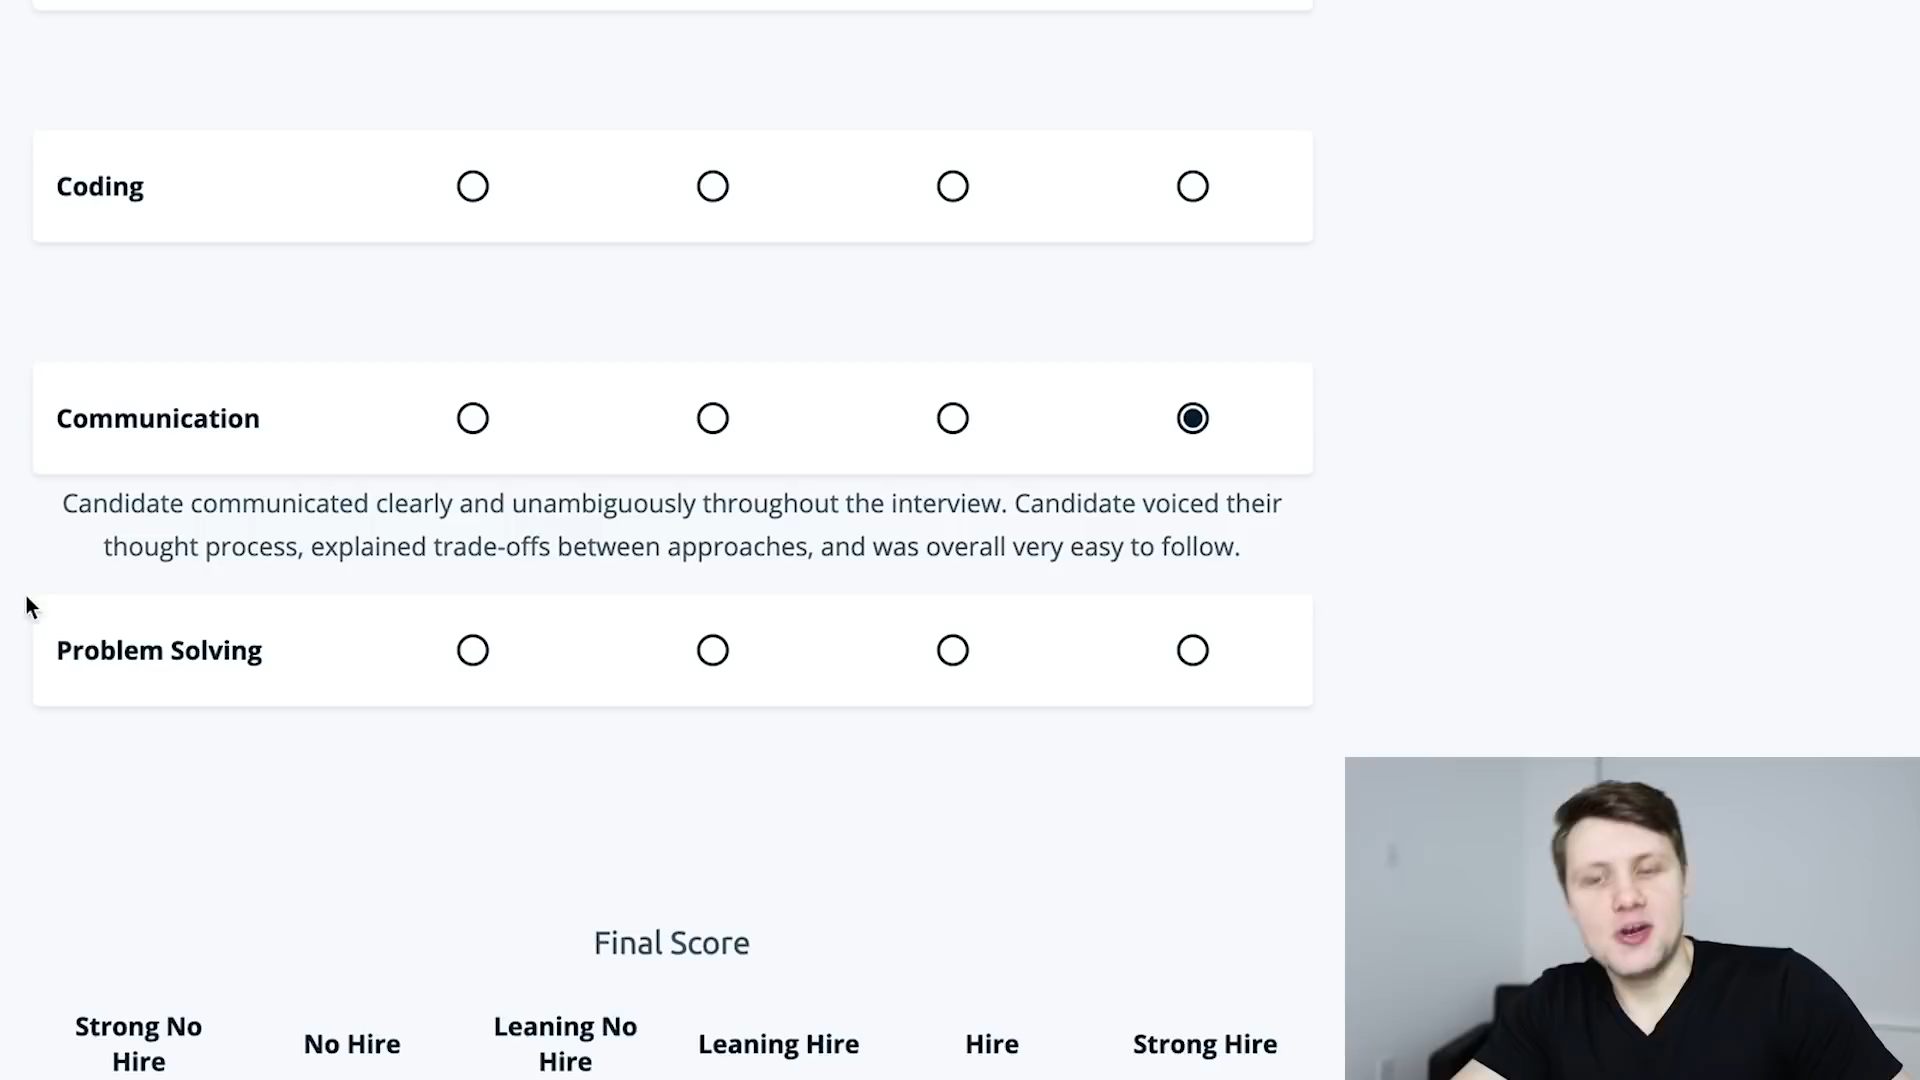 Coding
Communication
Candidate communicated clearly and unambiguously throughout the interview. Candidate voiced their
thought process, explained trade-offs between approaches, and was overall very easy to follow.
Problem Solving
Final Score
Strong No
Hire
No Hire
Leaning No
Hire
Leaning Hire
Hire
Strong Hire